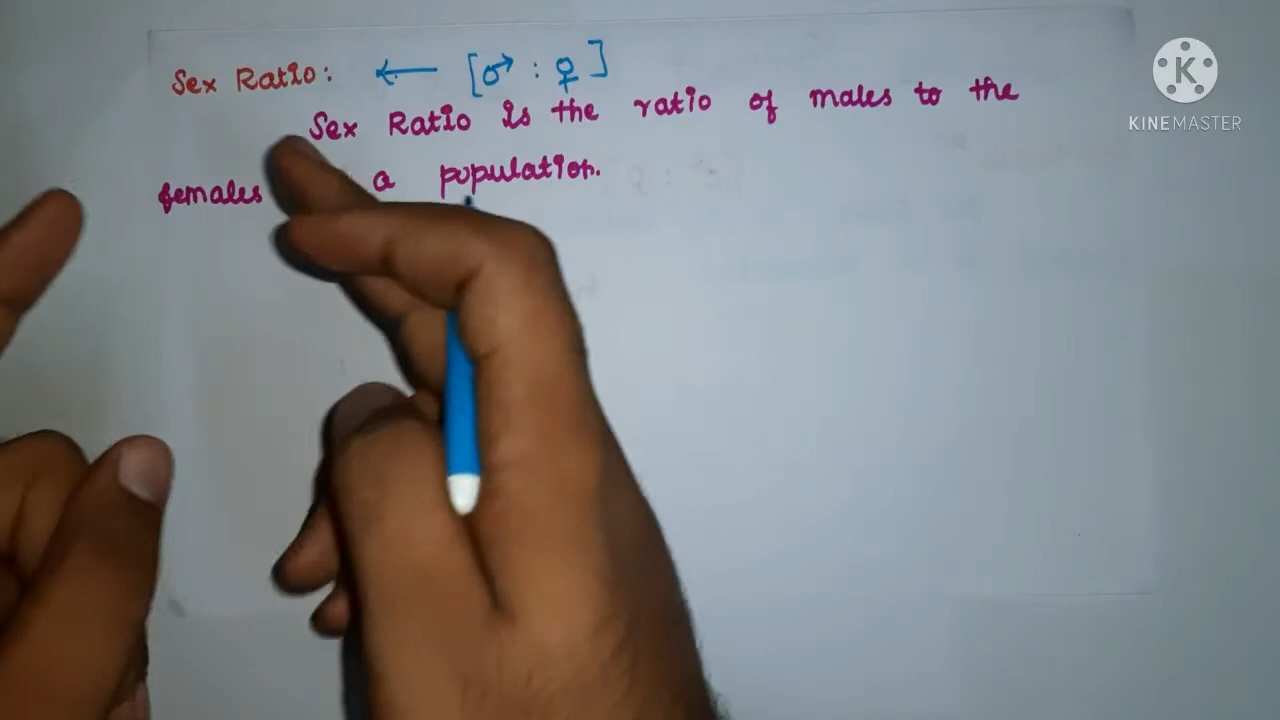 Sex Ratio: ← [♂ : ♀]
Sex Ratio is the ratio of males to the
females a population.
K
KINEMASTER